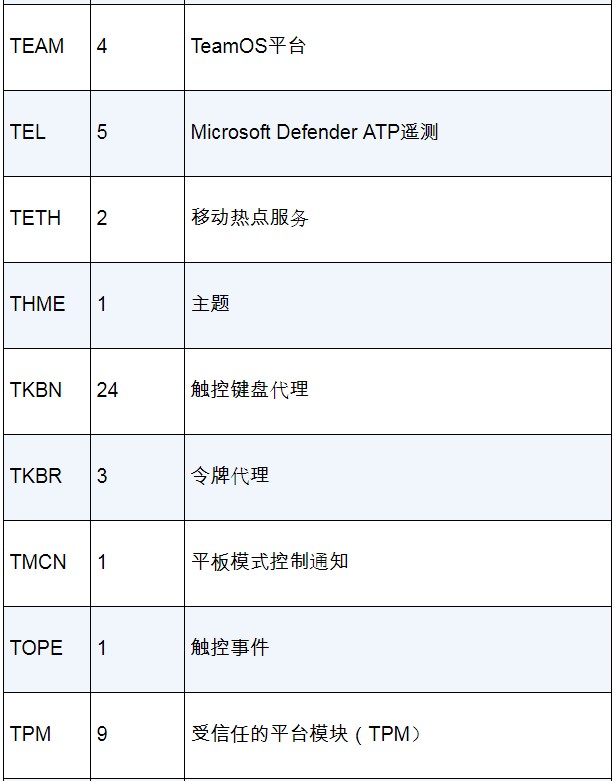 TEAM 4 TeamOS平台
TEL 5 Microsoft Defender ATP遥测
TETH 2 移动热点服务
THME 1 主题
TKBN 24 触控键盘代理
TKBR 3 令牌代理
TMCN 1 平板模式控制通知
TOPE 1 触控事件
TPM 9 受信任的平台模块（TPM）